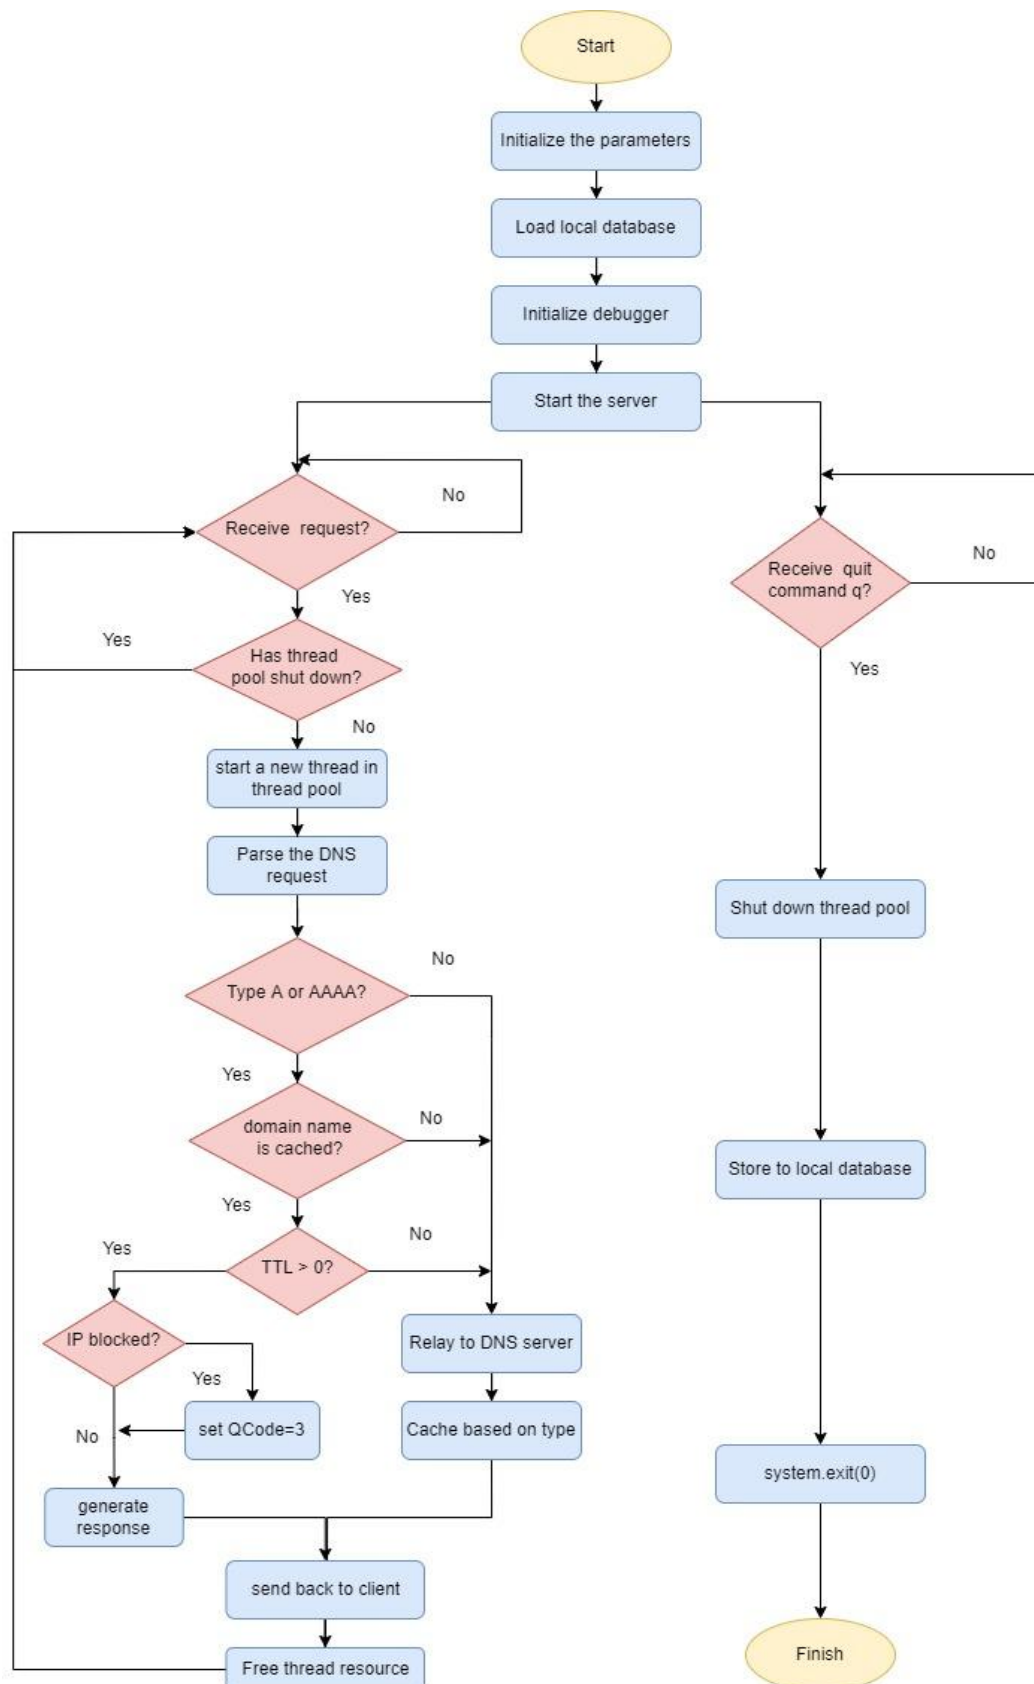 Start
Initialize the parameters
Load local database
Initialize debugger
Start the server
No
Receive request?
Yes
Yes
Has thread
pool shut down?
No
start a new thread in
thread pool
Parse the DNS
request
No
Type A or AAAA?
Yes
No
domain name
is cached?
Yes
No
Yes
TTL > 0?
IP blocked?
Yes
No
set QCode=3
Relay to DNS server
Cache based on type
generate
response
send back to client
Free thread resource
No
Receive quit
command q?
Yes
Shut down thread pool
Store to local database
system.exit(0)
Finish